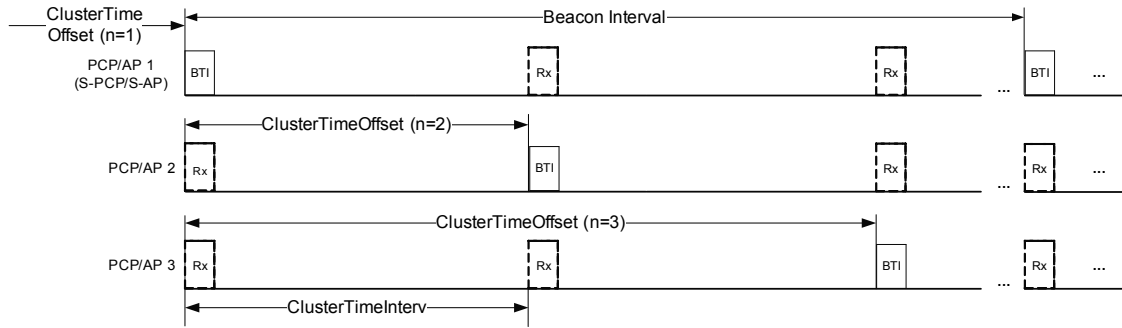 ClusterTime
Offset (n=1)
Beacon Interval
PCP/AP 1
(S-PCP/S-AP)
BTI
Rx
Rx
BTI
...
...
ClusterTimeOffset (n=2)
PCP/AP 2
Rx
BTI
Rx
Rx
...
...
ClusterTimeOffset (n=3)
PCP/AP 3
Rx
Rx
BTI
Rx
...
...
ClusterTimeInterv